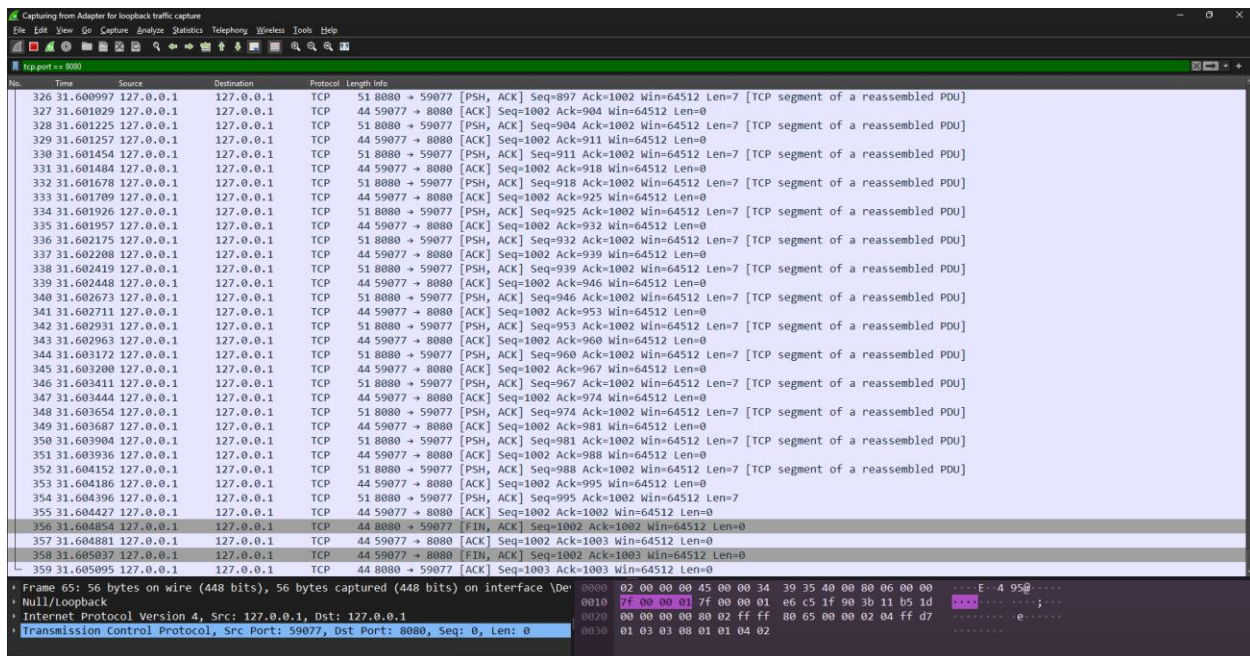 Capturing from Adapter for loopback traffic capture
File Edit View Go Capture Analyze Statistics Telephony Wireless Tools Help
tcp.port == 8080
No. Time Source Destination Protocol Length Info
326 31.600997 127.0.0.1 127.0.0.1 TCP 51 8080 → 59077 [PSH, ACK] Seq=897 Ack=1002 Win=64512 Len=7 [TCP segment of a reassembled PDU]
327 31.601029 127.0.0.1 127.0.0.1 TCP 44 59077 → 8080 [ACK] Seq=1002 Ack=904 Win=64512 Len=0
328 31.601225 127.0.0.1 127.0.0.1 TCP 51 8080 → 59077 [PSH, ACK] Seq=904 Ack=1002 Win=64512 Len=7 [TCP segment of a reassembled PDU]
329 31.601257 127.0.0.1 127.0.0.1 TCP 44 59077 → 8080 [ACK] Seq=1002 Ack=911 Win=64512 Len=0
330 31.601454 127.0.0.1 127.0.0.1 TCP 51 8080 → 59077 [PSH, ACK] Seq=911 Ack=1002 Win=64512 Len=7 [TCP segment of a reassembled PDU]
331 31.601484 127.0.0.1 127.0.0.1 TCP 44 59077 → 8080 [ACK] Seq=1002 Ack=918 Win=64512 Len=0
332 31.601678 127.0.0.1 127.0.0.1 TCP 51 8080 → 59077 [PSH, ACK] Seq=918 Ack=1002 Win=64512 Len=7 [TCP segment of a reassembled PDU]
333 31.601709 127.0.0.1 127.0.0.1 TCP 44 59077 → 8080 [ACK] Seq=1002 Ack=925 Win=64512 Len=0
334 31.601926 127.0.0.1 127.0.0.1 TCP 51 8080 → 59077 [PSH, ACK] Seq=925 Ack=1002 Win=64512 Len=7 [TCP segment of a reassembled PDU]
335 31.601957 127.0.0.1 127.0.0.1 TCP 44 59077 → 8080 [ACK] Seq=1002 Ack=932 Win=64512 Len=0
336 31.602175 127.0.0.1 127.0.0.1 TCP 51 8080 → 59077 [PSH, ACK] Seq=932 Ack=1002 Win=64512 Len=7 [TCP segment of a reassembled PDU]
337 31.602208 127.0.0.1 127.0.0.1 TCP 44 59077 → 8080 [ACK] Seq=1002 Ack=939 Win=64512 Len=0
338 31.602419 127.0.0.1 127.0.0.1 TCP 51 8080 → 59077 [PSH, ACK] Seq=939 Ack=1002 Win=64512 Len=7 [TCP segment of a reassembled PDU]
339 31.602448 127.0.0.1 127.0.0.1 TCP 44 59077 → 8080 [ACK] Seq=1002 Ack=946 Win=64512 Len=0
340 31.602673 127.0.0.1 127.0.0.1 TCP 51 8080 → 59077 [PSH, ACK] Seq=946 Ack=1002 Win=64512 Len=7 [TCP segment of a reassembled PDU]
341 31.602711 127.0.0.1 127.0.0.1 TCP 44 59077 → 8080 [ACK] Seq=1002 Ack=953 Win=64512 Len=0
342 31.602931 127.0.0.1 127.0.0.1 TCP 51 8080 → 59077 [PSH, ACK] Seq=953 Ack=1002 Win=64512 Len=7 [TCP segment of a reassembled PDU]
343 31.602963 127.0.0.1 127.0.0.1 TCP 44 59077 → 8080 [ACK] Seq=1002 Ack=960 Win=64512 Len=0
344 31.603172 127.0.0.1 127.0.0.1 TCP 51 8080 → 59077 [PSH, ACK] Seq=960 Ack=1002 Win=64512 Len=7 [TCP segment of a reassembled PDU]
345 31.603200 127.0.0.1 127.0.0.1 TCP 44 59077 → 8080 [ACK] Seq=1002 Ack=967 Win=64512 Len=0
346 31.603411 127.0.0.1 127.0.0.1 TCP 51 8080 → 59077 [PSH, ACK] Seq=967 Ack=1002 Win=64512 Len=7 [TCP segment of a reassembled PDU]
347 31.603444 127.0.0.1 127.0.0.1 TCP 44 59077 → 8080 [ACK] Seq=1002 Ack=974 Win=64512 Len=0
348 31.603654 127.0.0.1 127.0.0.1 TCP 51 8080 → 59077 [PSH, ACK] Seq=974 Ack=1002 Win=64512 Len=7 [TCP segment of a reassembled PDU]
349 31.603687 127.0.0.1 127.0.0.1 TCP 44 59077 → 8080 [ACK] Seq=1002 Ack=981 Win=64512 Len=0
350 31.603904 127.0.0.1 127.0.0.1 TCP 51 8080 → 59077 [PSH, ACK] Seq=981 Ack=1002 Win=64512 Len=7 [TCP segment of a reassembled PDU]
351 31.603936 127.0.0.1 127.0.0.1 TCP 44 59077 → 8080 [ACK] Seq=1002 Ack=988 Win=64512 Len=0
352 31.604152 127.0.0.1 127.0.0.1 TCP 51 8080 → 59077 [PSH, ACK] Seq=988 Ack=1002 Win=64512 Len=7 [TCP segment of a reassembled PDU]
353 31.604186 127.0.0.1 127.0.0.1 TCP 44 59077 → 8080 [ACK] Seq=1002 Ack=995 Win=64512 Len=0
354 31.604396 127.0.0.1 127.0.0.1 TCP 51 8080 → 59077 [PSH, ACK] Seq=995 Ack=1002 Win=64512 Len=7
355 31.604427 127.0.0.1 127.0.0.1 TCP 44 59077 → 8080 [ACK] Seq=1002 Ack=1002 Win=64512 Len=0
356 31.604854 127.0.0.1 127.0.0.1 TCP 44 8080 → 59077 [FIN, ACK] Seq=1002 Ack=1002 Win=64512 Len=0
357 31.604881 127.0.0.1 127.0.0.1 TCP 44 59077 → 8080 [ACK] Seq=1002 Ack=1003 Win=64512 Len=0
358 31.605037 127.0.0.1 127.0.0.1 TCP 44 59077 → 8080 [FIN, ACK] Seq=1002 Ack=1003 Win=64512 Len=0
359 31.605095 127.0.0.1 127.0.0.1 TCP 44 8080 → 59077 [ACK] Seq=1003 Ack=1003 Win=64512 Len=0
Frame 65: 56 bytes on wire (448 bits), 56 bytes captured (448 bits) on interface \De
Null/Loopback
Internet Protocol Version 4, Src: 127.0.0.1, Dst: 127.0.0.1
Transmission Control Protocol, Src Port: 59077, Dst Port: 8080, Seq: 0, Len: 0
0000 02 00 00 00 45 00 00 34 39 35 40 00 80 06 00 00 ····E··4 95@·····
0010 7f 00 00 01 7f 00 00 01 e6 c5 1f 90 3b 11 b5 1d ········ ····;···
0020 00 00 00 00 80 02 ff ff 80 65 00 00 02 04 ff d7 ········ ·e······
0030 01 03 03 08 01 01 04 02 ········